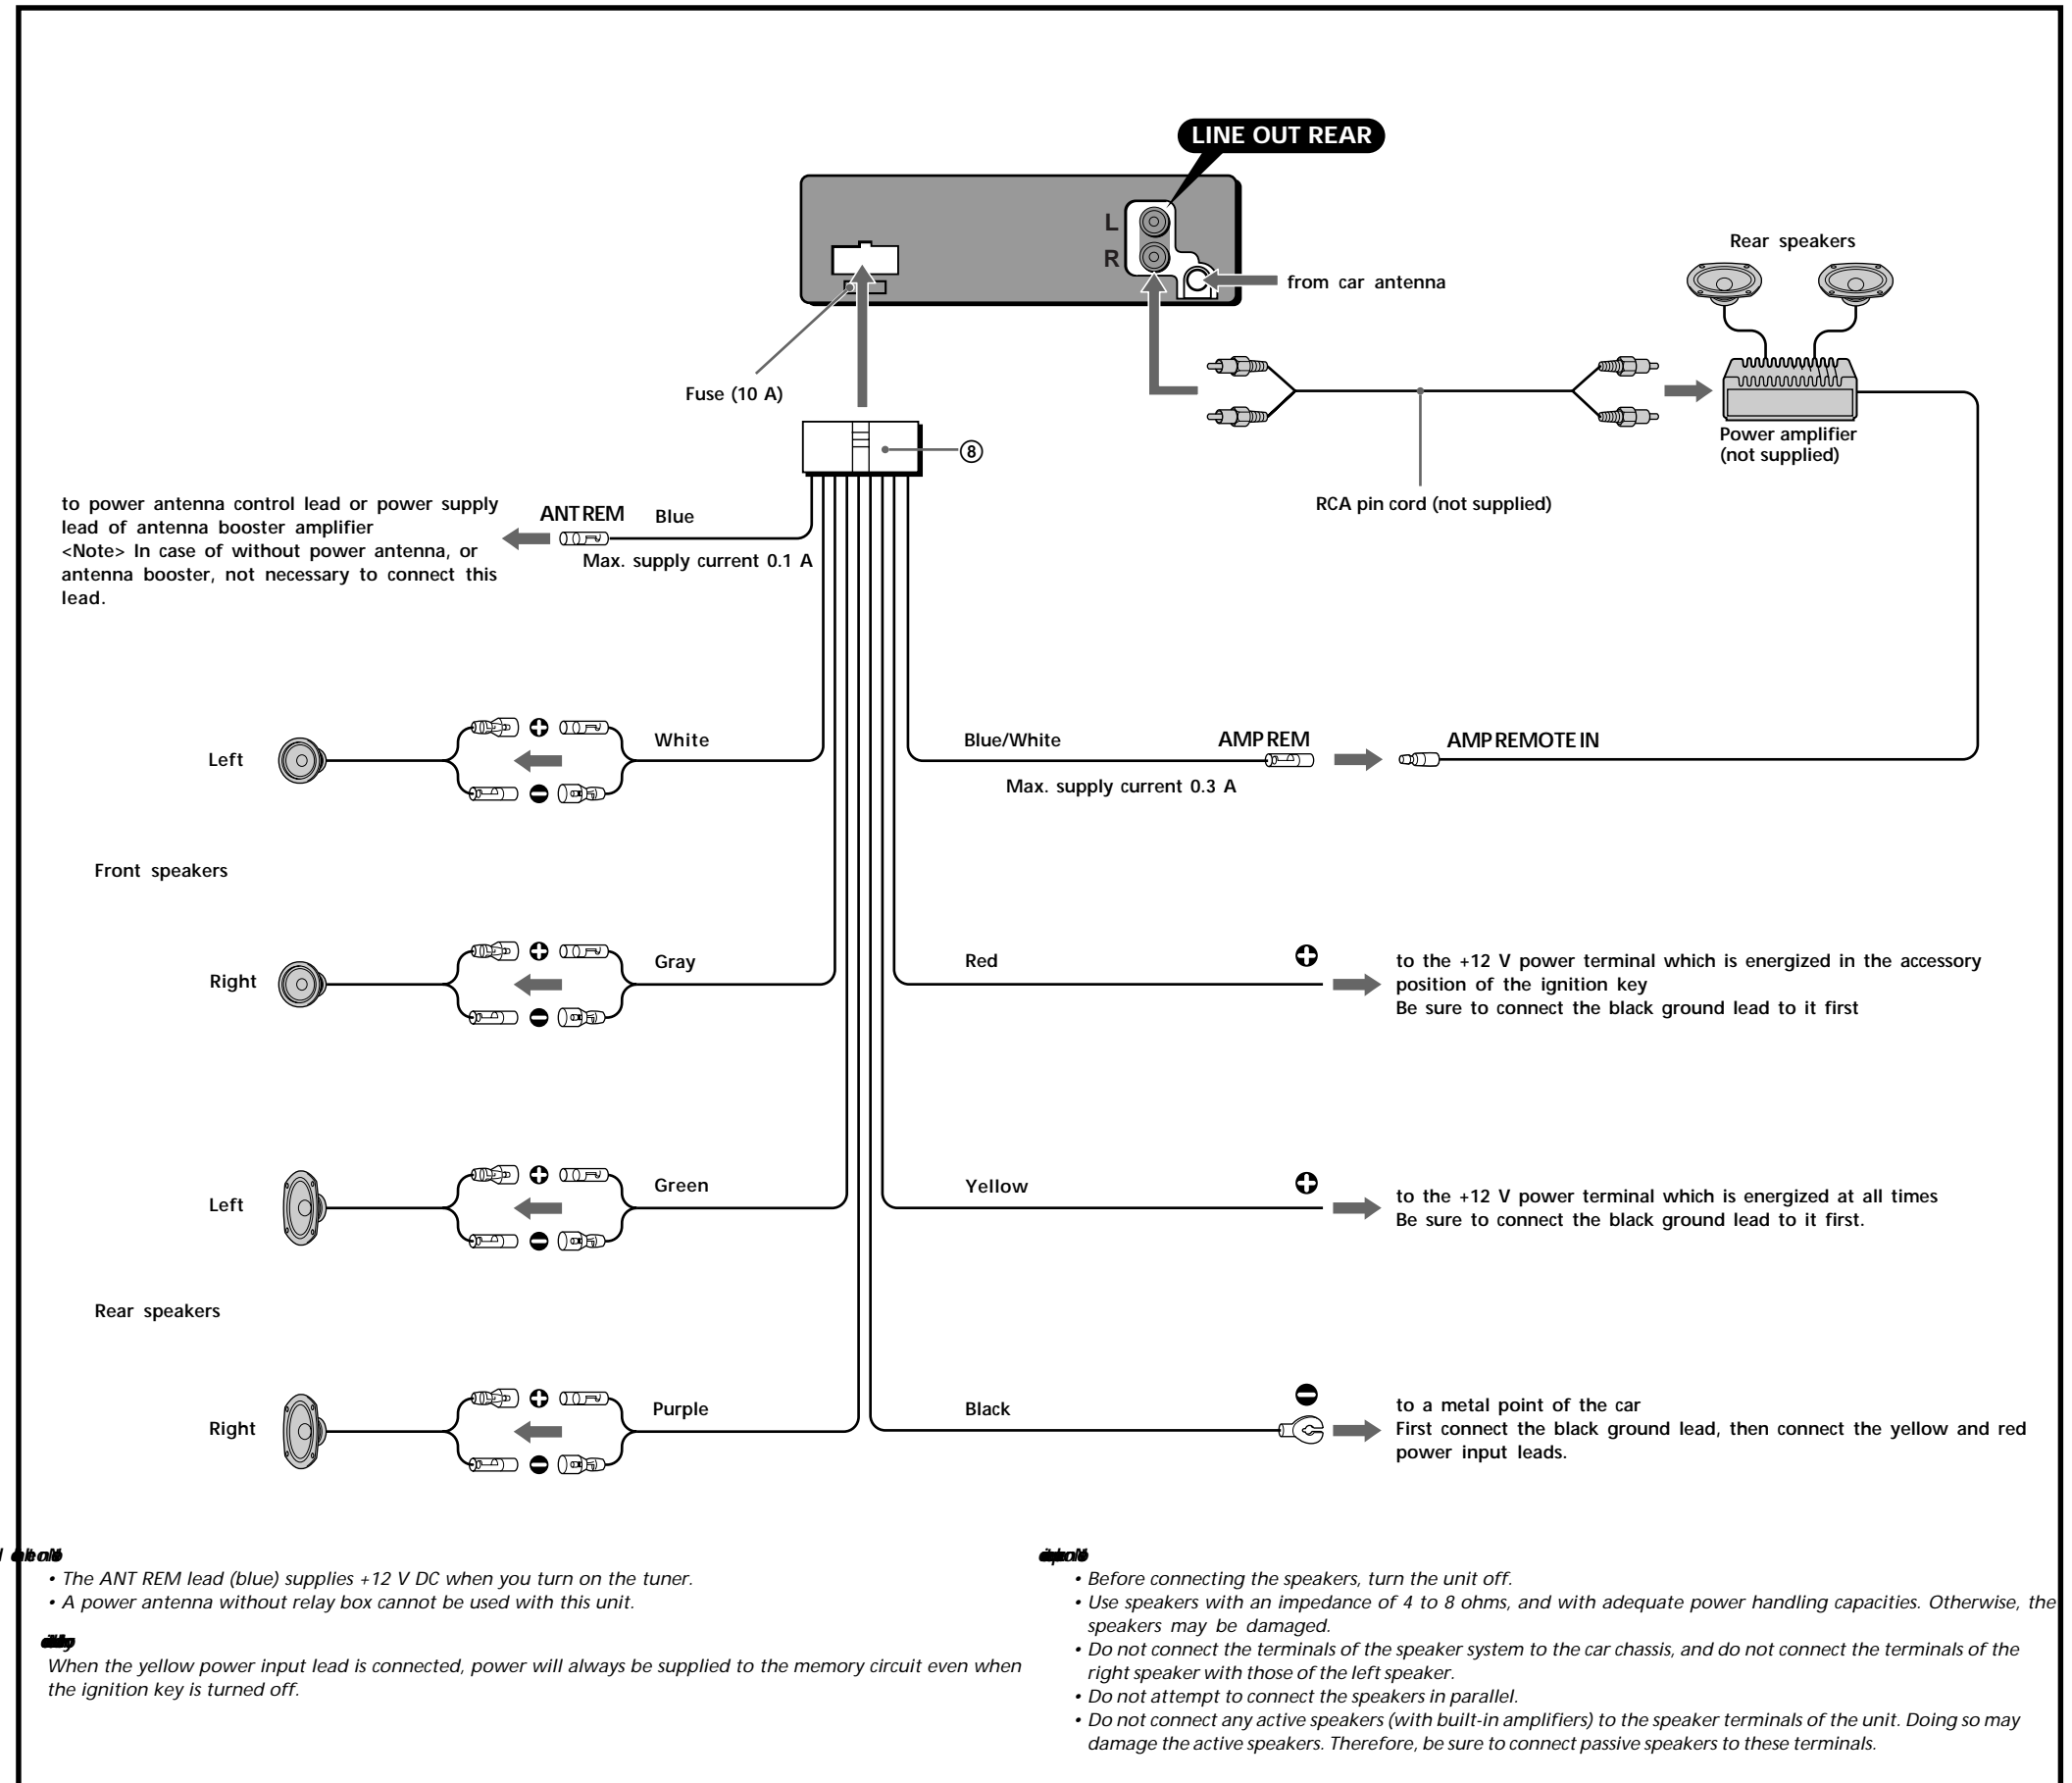 LINE OUT REAR
L
R
Rear speakers
from car antenna
Fuse (10 A)
8
Power amplifier
(not supplied)
RCA pin cord (not supplied)
to power antenna control lead or power supply
lead of antenna booster amplifier
<Note> In case of without power antenna, or
antenna booster, not necessary to connect this
lead.
ANT REM
Blue
Max. supply current 0.1 A
Left
White
Blue/White
AMP REM
AMP REMOTE IN
Max. supply current 0.3 A
Front speakers
Right
Gray
Red
to the +12 V power terminal which is energized in the accessory
position of the ignition key
Be sure to connect the black ground lead to it first
Left
Green
Yellow
to the +12 V power terminal which is energized at all times
Be sure to connect the black ground lead to it first.
Rear speakers
Right
Purple
Black
to a metal point of the car
First connect the black ground lead, then connect the yellow and red
power input leads.
• The ANT REM lead (blue) supplies +12 V DC when you turn on the tuner.
• A power antenna without relay box cannot be used with this unit.
When the yellow power input lead is connected, power will always be supplied to the memory circuit even when
the ignition key is turned off.
• Before connecting the speakers, turn the unit off.
• Use speakers with an impedance of 4 to 8 ohms, and with adequate power handling capacities. Otherwise, the
speakers may be damaged.
• Do not connect the terminals of the speaker system to the car chassis, and do not connect the terminals of the
right speaker with those of the left speaker.
• Do not attempt to connect the speakers in parallel.
• Do not connect any active speakers (with built-in amplifiers) to the speaker terminals of the unit. Doing so may
damage the active speakers. Therefore, be sure to connect passive speakers to these terminals.